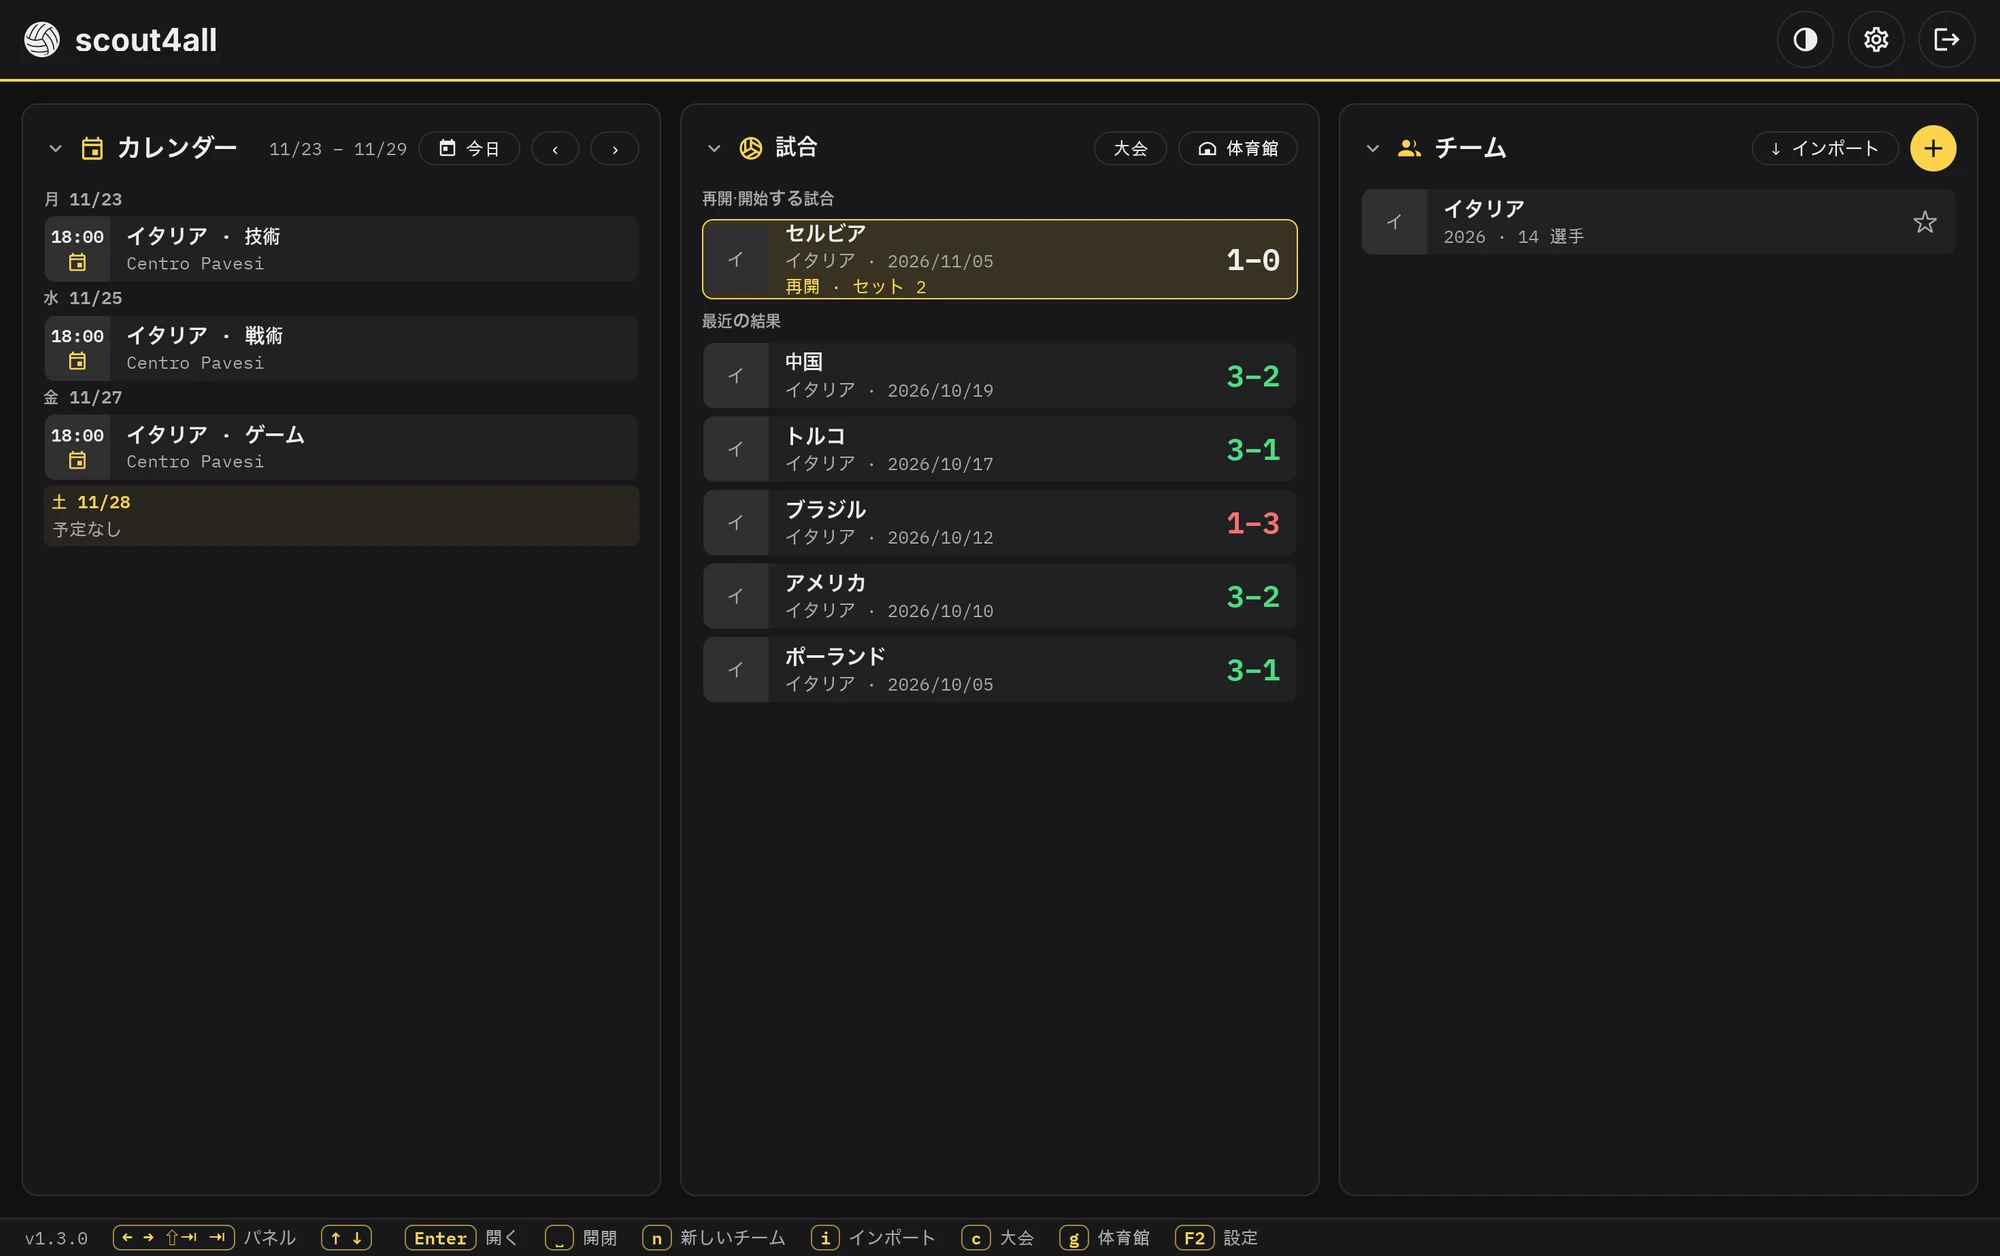 scout4all
カレンダー 11/23 – 11/29 今日 ‹ ›
月 11/23
18:00 イタリア · 技術
Centro Pavesi
水 11/25
18:00 イタリア · 戦術
Centro Pavesi
金 11/27
18:00 イタリア · ゲーム
Centro Pavesi
土 11/28
予定なし
試合 大会 体育館
再開·開始する試合
イ セルビア
イタリア · 2026/11/05
再開 · セット 2
1–0
最近の結果
イ 中国
イタリア · 2026/10/19
3–2
イ トルコ
イタリア · 2026/10/17
3–1
イ ブラジル
イタリア · 2026/10/12
1–3
イ アメリカ
イタリア · 2026/10/10
3–2
イ ポーランド
イタリア · 2026/10/05
3–1
チーム ↓ インポート +
イ イタリア
2026 · 14 選手
v1.3.0 ← → ⇧⇥ ⇥ パネル ↑ ↓ Enter 開く ␣ 開閉 n 新しいチーム i インポート c 大会 g 体育館 F2 設定